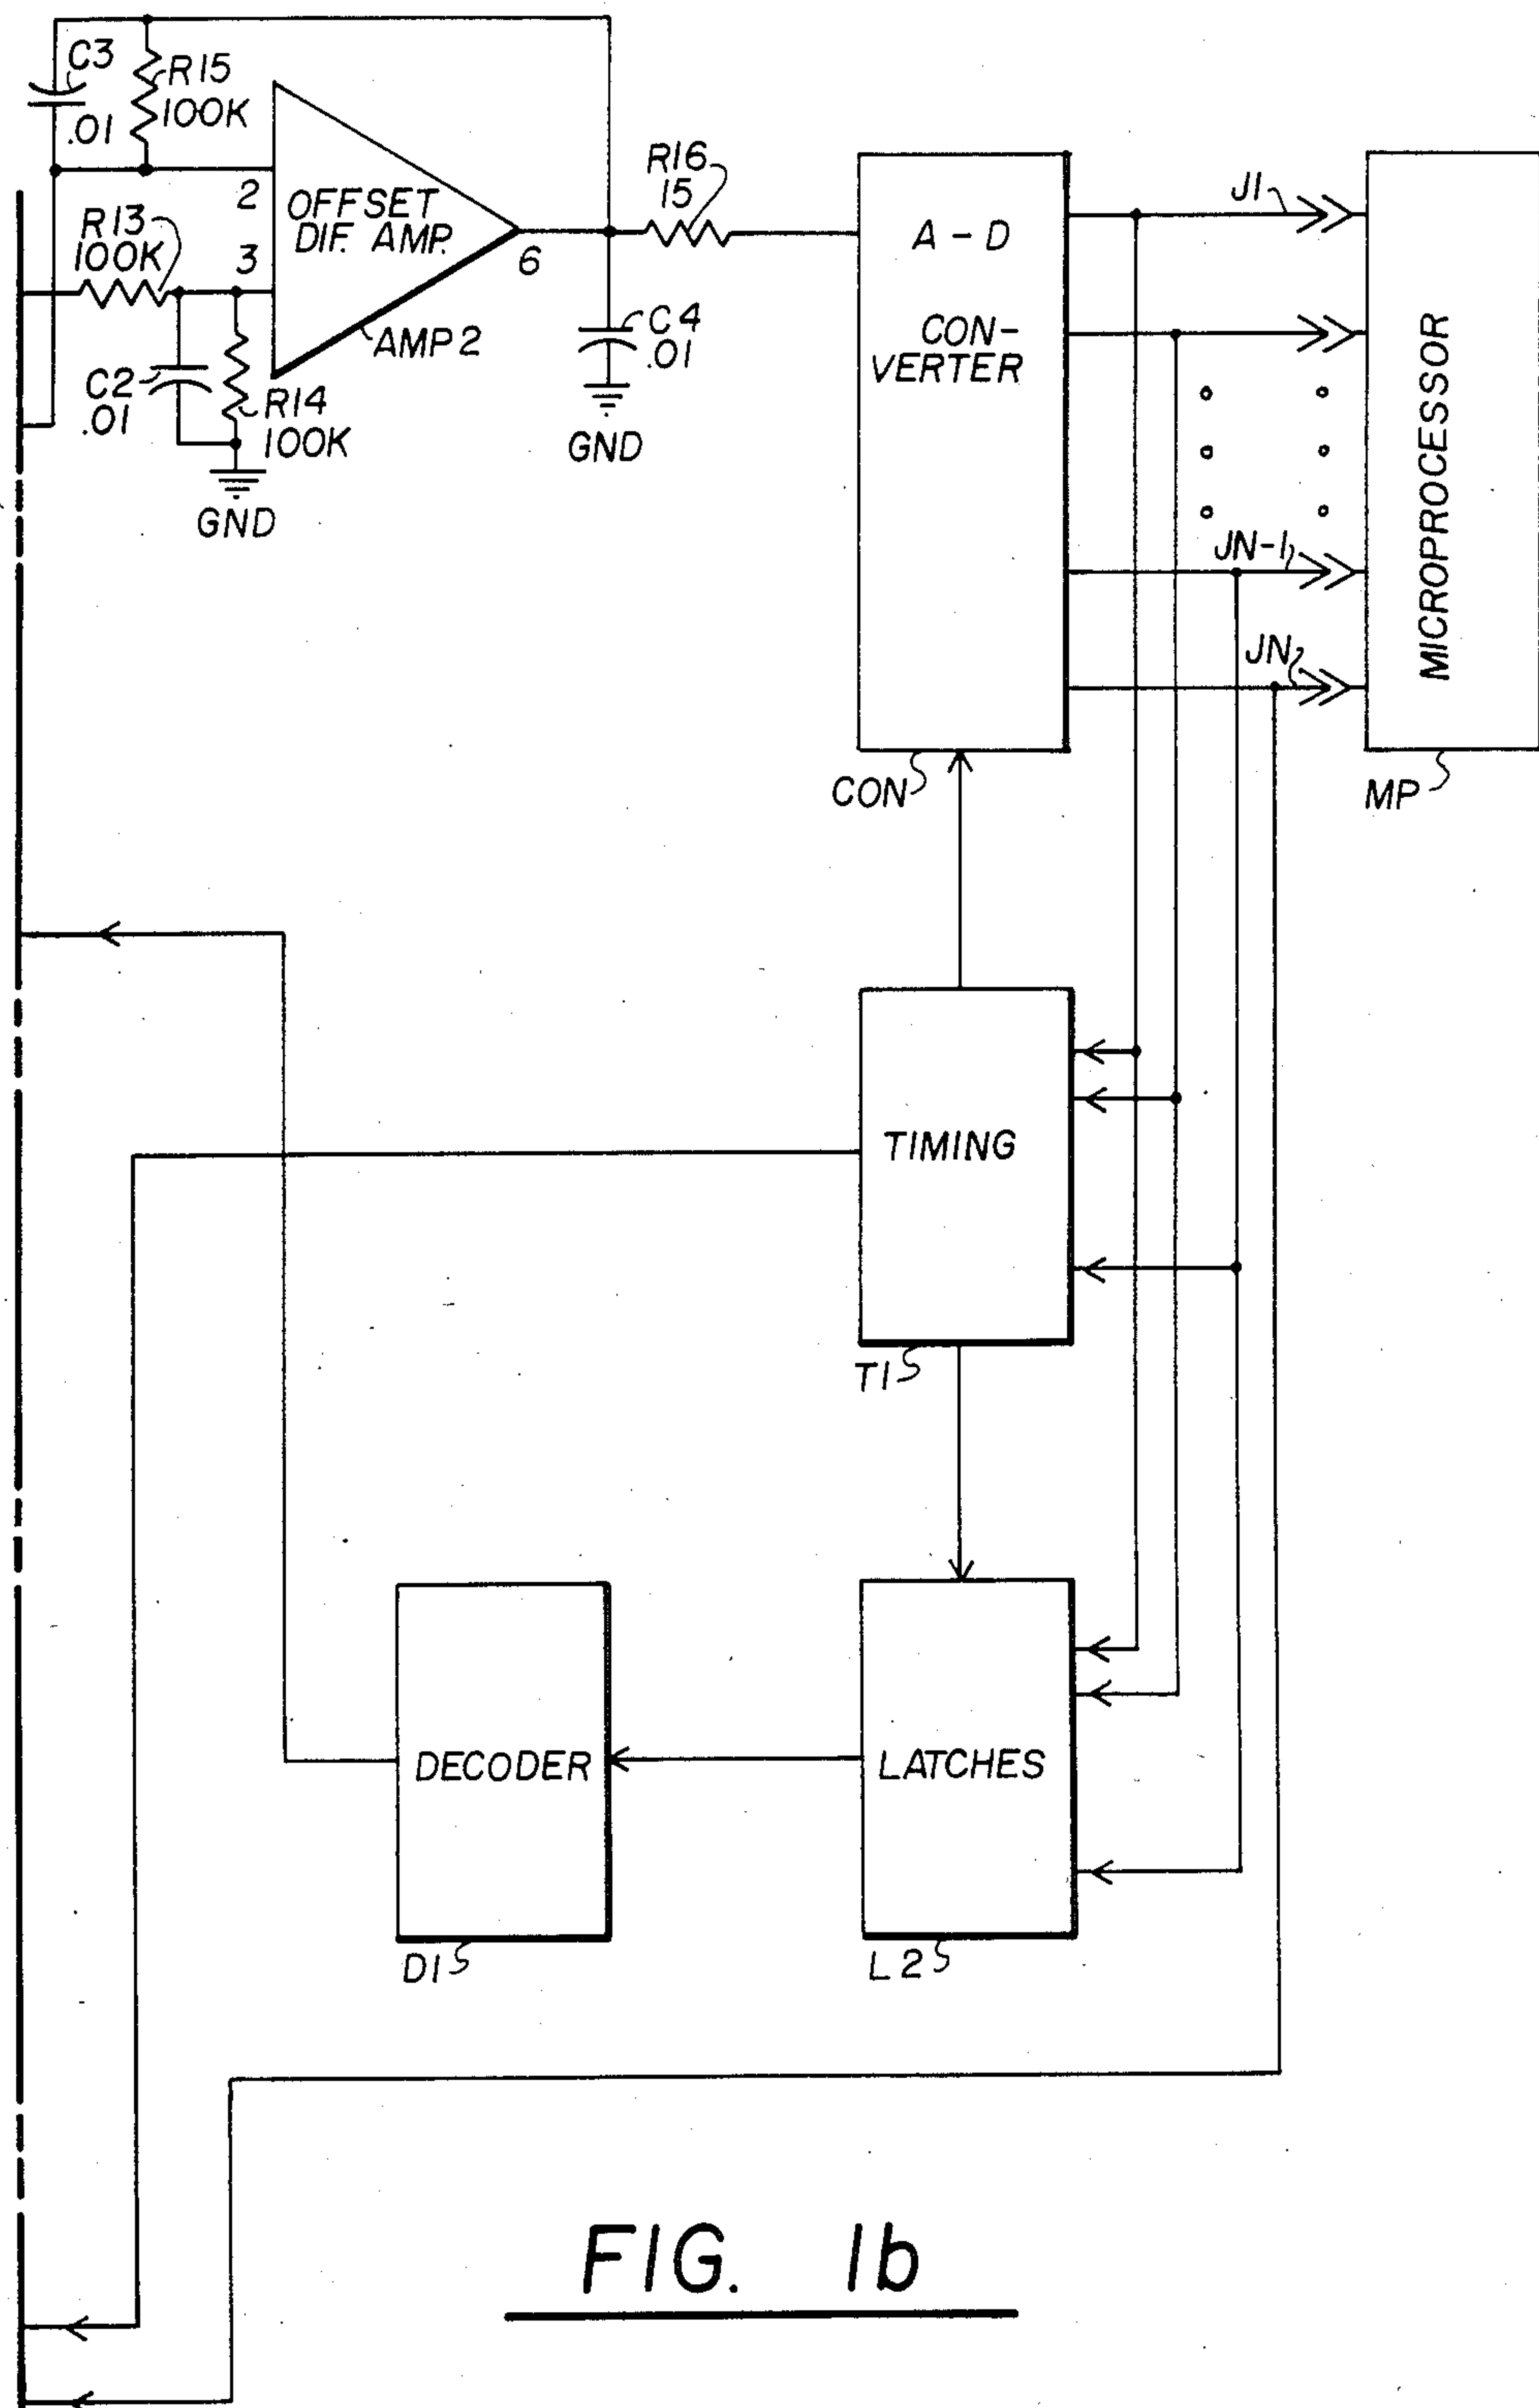 C3
.01
R15
100K
R13
100K
2
3
OFFSET
DIF. AMP.
6
AMP2
C2
.01
R14
100K
GND
C4
.01
GND
R16
15
A-D
CON-
VERTER
CON
J1
JN-1
JN
MICROPROCESSOR
MP
TIMING
T1
DECODER
D1
LATCHES
L2
FIG. 1b